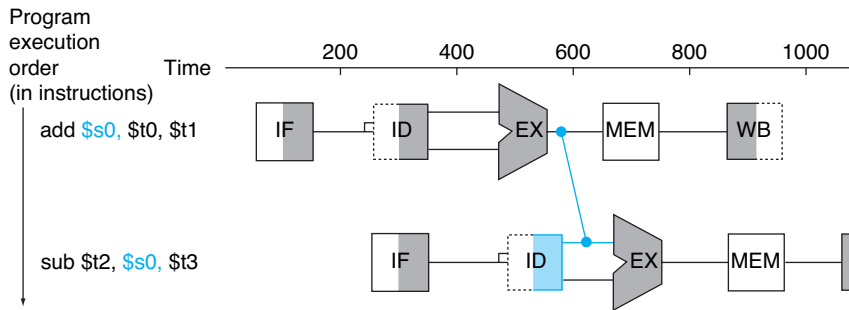 Program
execution
order
(in instructions)
Time
200 400 600 800 1000
add $s0, $t0, $t1
IF ID EX MEM WB
sub $t2, $s0, $t3
IF ID EX MEM